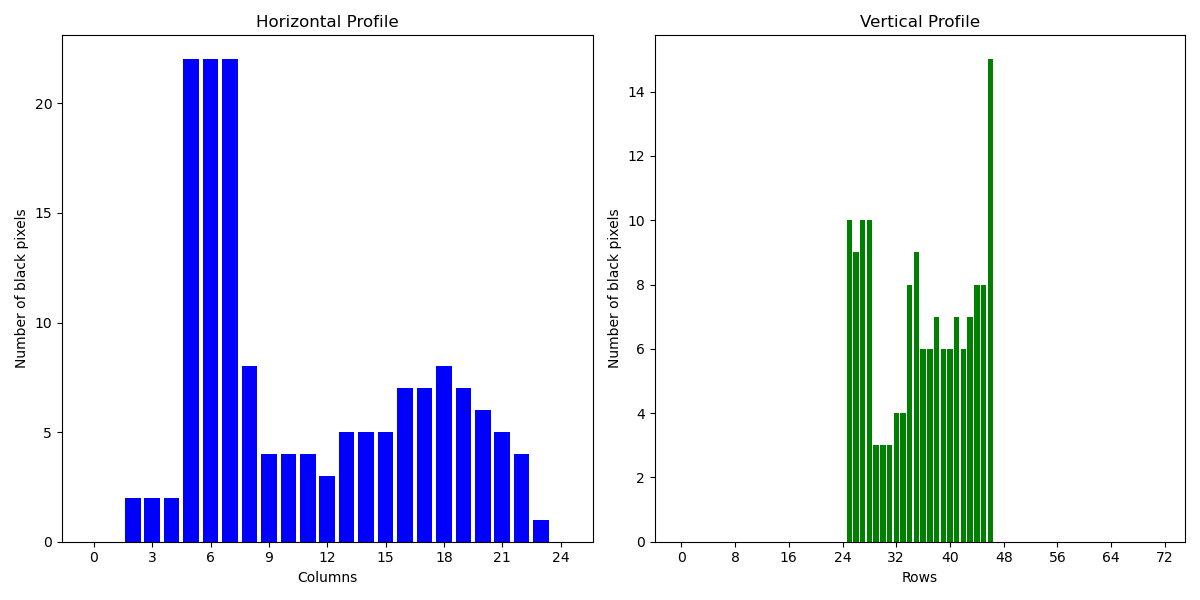 Horizontal Profile
Number of black pixels
20
15
10
5
0
0 3 6 9 12 15 18 21 24
Columns
Vertical Profile
Number of black pixels
14
12
10
8
6
4
2
0
0 8 16 24 32 40 48 56 64 72
Rows